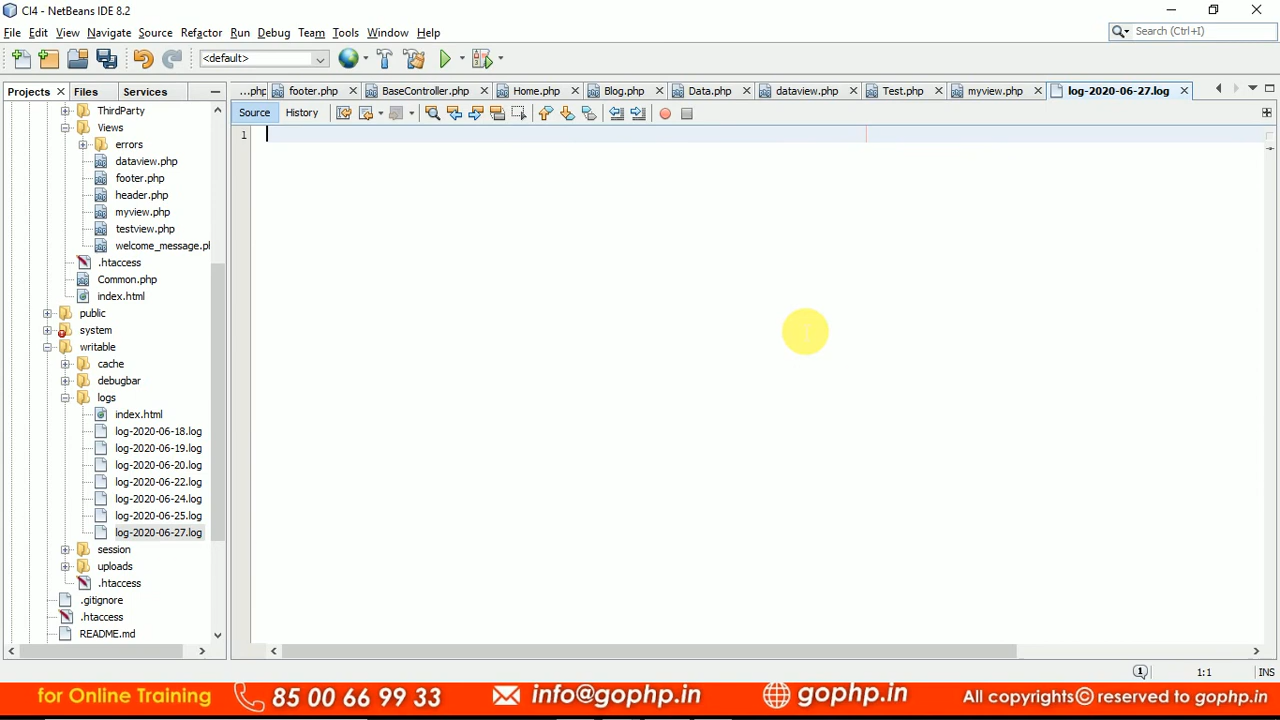 CI4 - NetBeans IDE 8.2
File Edit View Navigate Source Refactor Run Debug Team Tools Window Help
Search (Ctrl+I)
<default>
Projects Files Services
...php footer.php BaseController.php Home.php Blog.php Data.php dataview.php Test.php myview.php log-2020-06-27.log
Source History
1
ThirdParty
Views
errors
dataview.php
footer.php
header.php
myview.php
testview.php
welcome_message.pl
.htaccess
Common.php
index.html
public
system
writable
cache
debugbar
logs
index.html
log-2020-06-18.log
log-2020-06-19.log
log-2020-06-20.log
log-2020-06-22.log
log-2020-06-24.log
log-2020-06-25.log
log-2020-06-27.log
session
uploads
.htaccess
.gitignore
.htaccess
README.md
1 1:1 INS
for Online Training 85 00 66 99 33 info@gophp.in gophp.in All copyrights© reserved to gophp.in